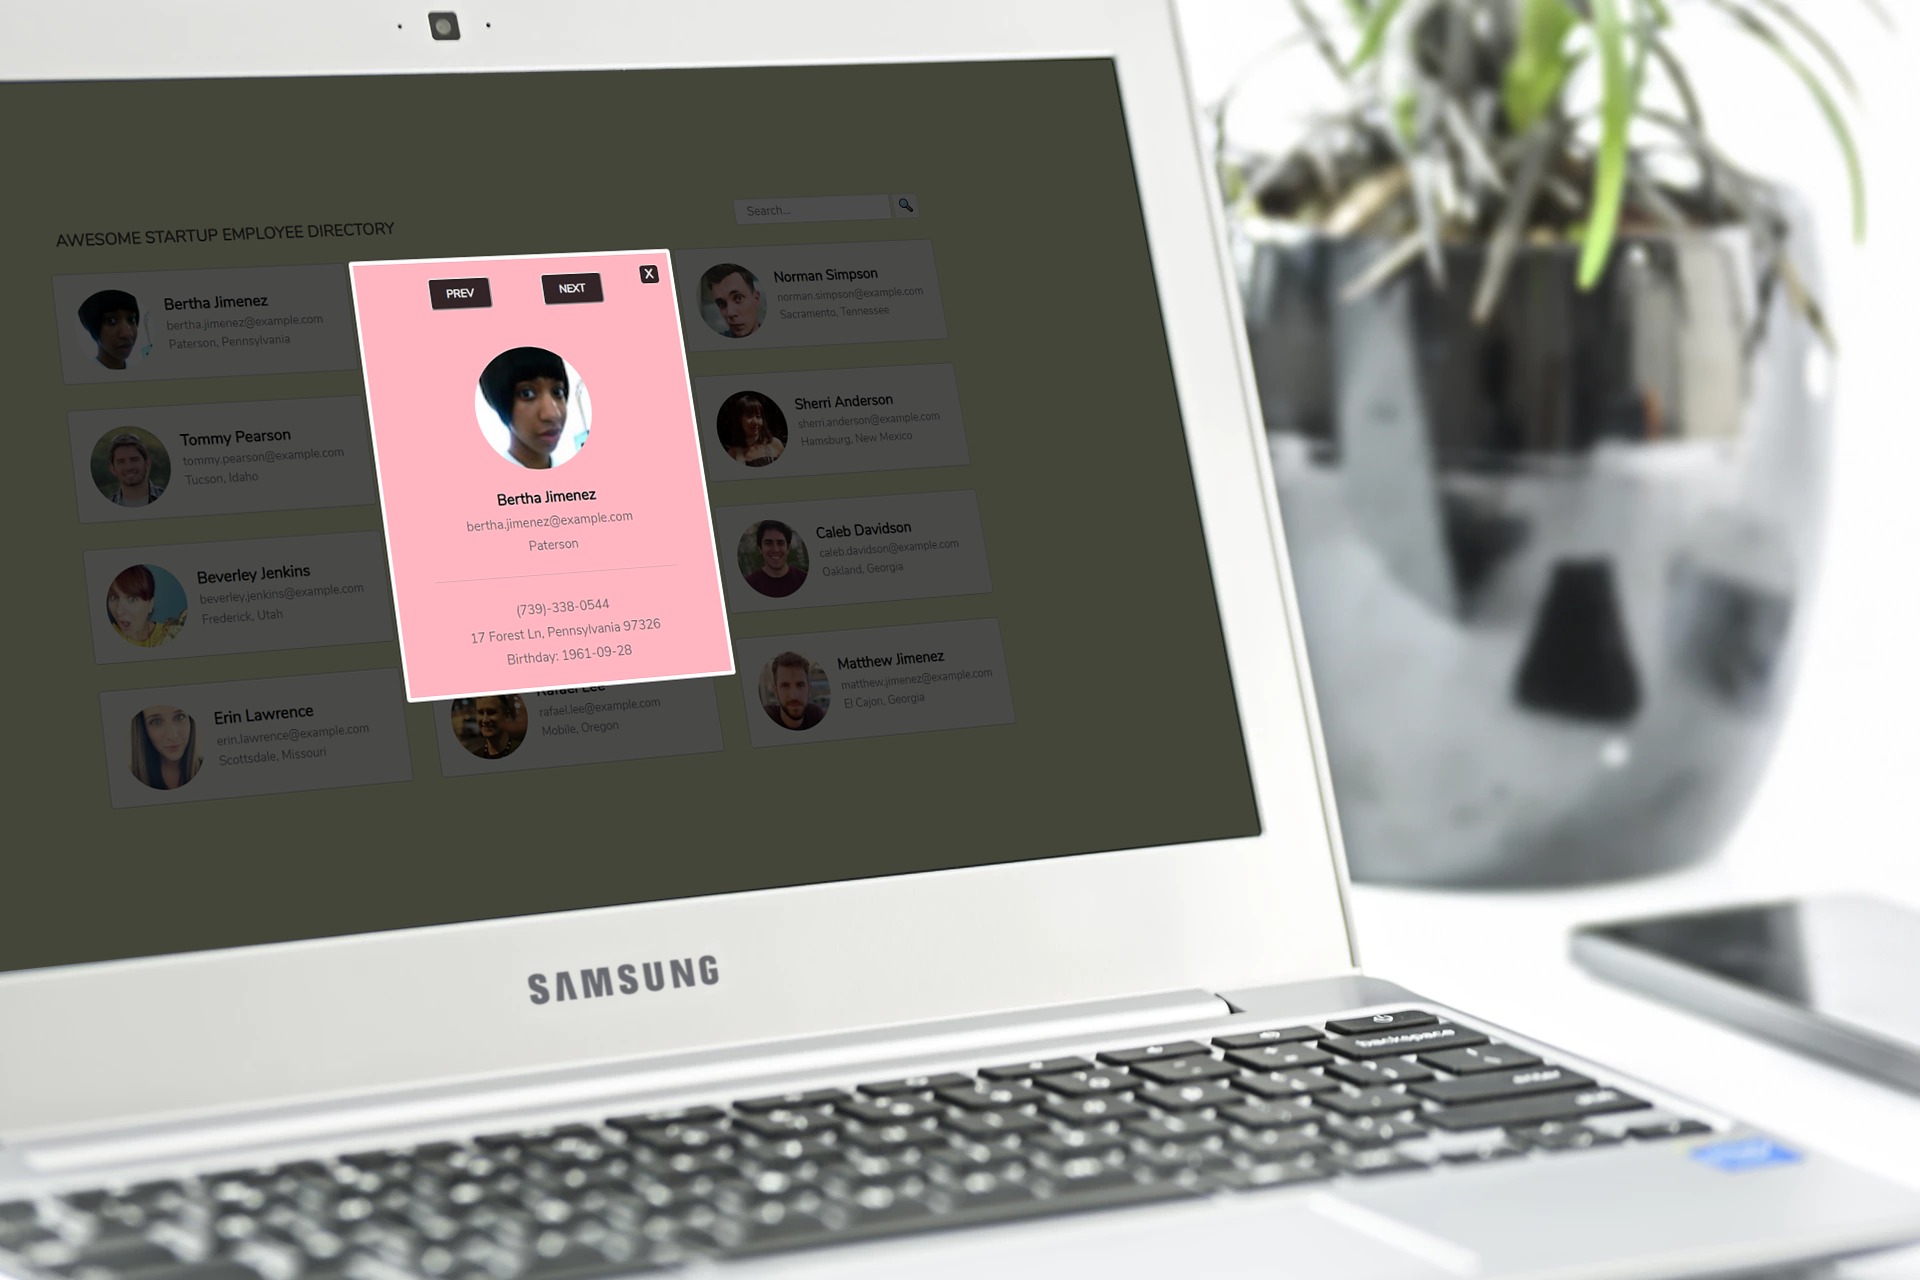 AWESOME STARTUP EMPLOYEE DIRECTORY
Search...
Bertha Jimenez
bertha.jimenez@example.com
Paterson, Pennsylvania
Tommy Pearson
tommy.pearson@example.com
Tucson, Idaho
Beverley Jenkins
beverley.jenkins@example.com
Frederick, Utah
Erin Lawrence
erin.lawrence@example.com
Scottsdale, Missouri
PREV
NEXT
X
Bertha Jimenez
bertha.jimenez@example.com
Paterson
(739)-338-0544
17 Forest Ln, Pennsylvania 97326
Birthday: 1961-09-28
Rafael Lee
rafael.lee@example.com
Mobile, Oregon
Norman Simpson
norman.simpson@example.com
Sacramento, Tennessee
Sherri Anderson
sherri.anderson@example.com
Hamsburg, New Mexico
Caleb Davidson
caleb.davidson@example.com
Oakland, Georgia
Matthew Jimenez
matthew.jimenez@example.com
El Cajon, Georgia
SAMSUNG
backspace
enter